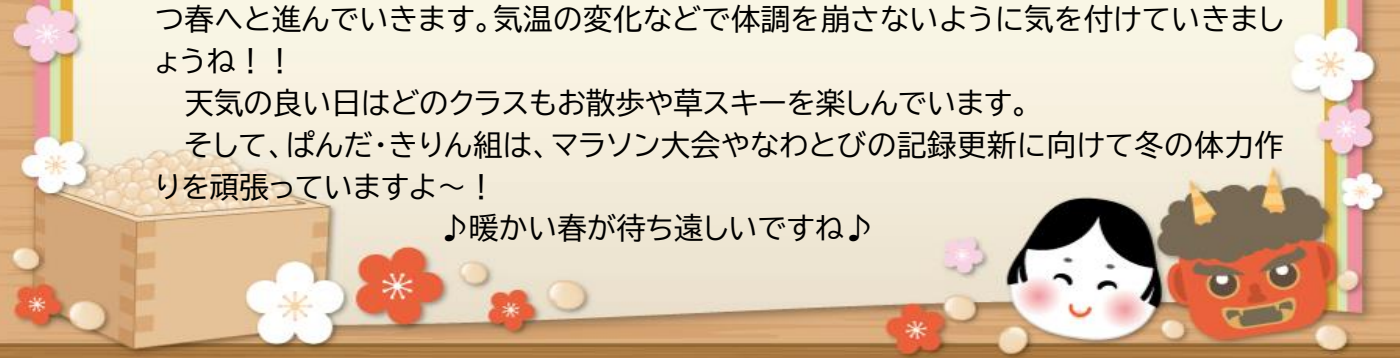 つ春へと進んでいきます。気温の変化などで体調を崩さないように気を付けていきまし
ょうね！！
天気の良い日はどのクラスもお散歩や草スキーを楽しんでいます。
そして、ぱんだ・きりん組は、マラソン大会やなわとびの記録更新に向けて冬の体力作
りを頑張っていますよ～！
♪暖かい春が待ち遠しいですね♪